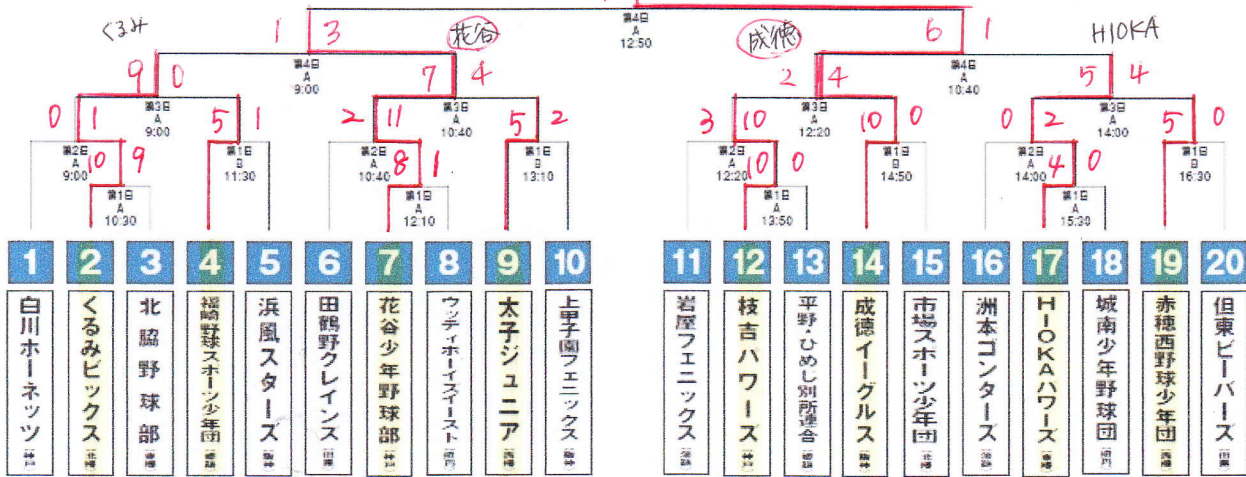 第4日 A 12:50
くるみ
1 3
花谷
成徳
6 1
HIOKA
第4日 A 9:00
第4日 A 10:40
9 0
7 4
2 4
5 4
第3日 A 9:00
第3日 A 10:40
第3日 A 12:20
第3日 A 14:00
0 1
5 1
2 11
5 2
3 10
10 0
0 2
5 0
第2日 A 9:00
第1日 B 11:30
第2日 A 10:40
第1日 B 13:10
第2日 A 12:20
第1日 B 14:50
第2日 A 14:00
第1日 B 16:30
10 9
8 1
10 0
4 0
第1日 A 10:30
第1日 A 12:10
第1日 A 13:50
第1日 A 15:30
1 2 3 4 5 6 7 8 9 10 11 12 13 14 15 16 17 18 19 20
白川ホーネッツ
くるみビックス
北脇野球部
福崎野球スポーツ少年団
浜風スターズ
田鶴野クレインズ
花谷少年野球部
ウッディホーイズイースト
太子ジュニア
上甲子園フェニックス
岩屋フェニックス
枝吉パワーズ
平野・ひめじ別所連合
成徳イーグルス
市場スポーツ少年団
洲本ゴンターズ
HIOKAパワーズ
城南少年野球団
赤穂西野球少年団
但東ビーバーズ